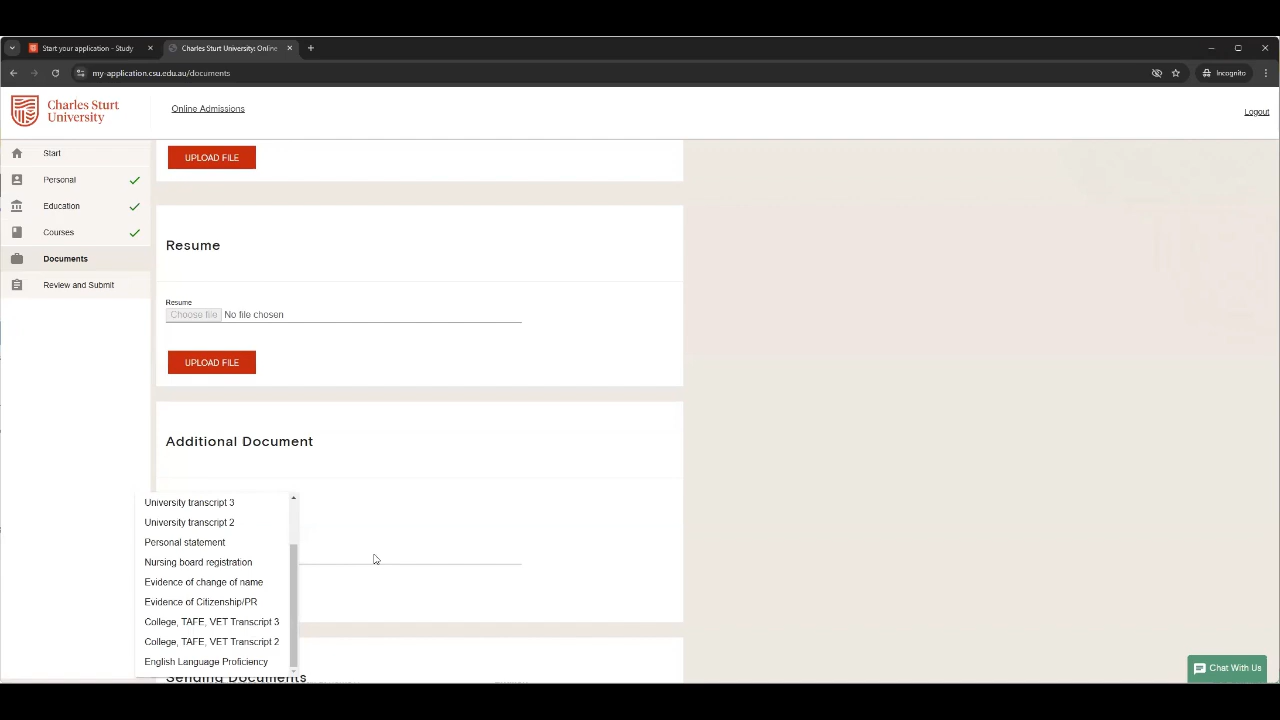 Start your application - Study
Charles Sturt University: Online
my-application.csu.edu.au/documents
Incognito
Charles Sturt
University
Online Admissions
Logout
Start
Personal
Education
Courses
Documents
Review and Submit
UPLOAD FILE
Resume
Resume
Choose file No file chosen
UPLOAD FILE
Additional Document
University transcript 3
University transcript 2
Personal statement
Nursing board registration
Evidence of change of name
Evidence of Citizenship/PR
College, TAFE, VET Transcript 3
College, TAFE, VET Transcript 2
English Language Proficiency
Sending Documents
Chat With Us